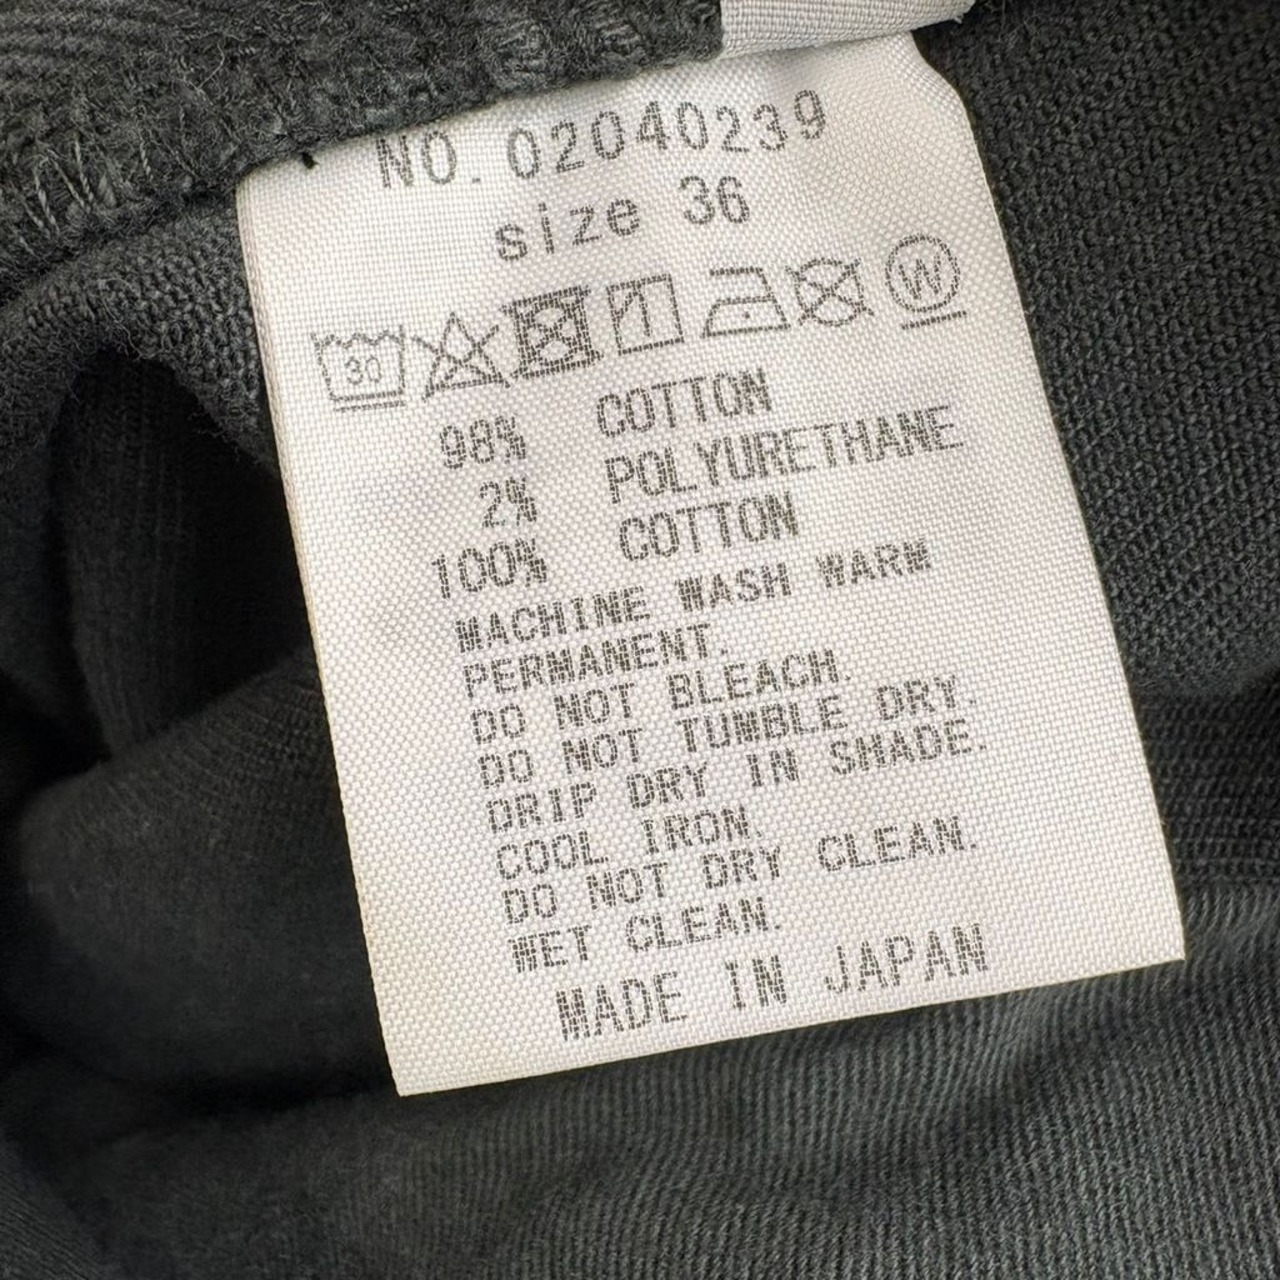 NO. 02040239
size 36
30 W
98% COTTON
2% POLYURETHANE
100% COTTON
MACHINE WASH WARM
PERMANENT.
DO NOT BLEACH.
DO NOT TUMBLE DRY.
DRIP DRY IN SHADE.
COOL IRON.
DO NOT DRY CLEAN.
WET CLEAN.
MADE IN JAPAN